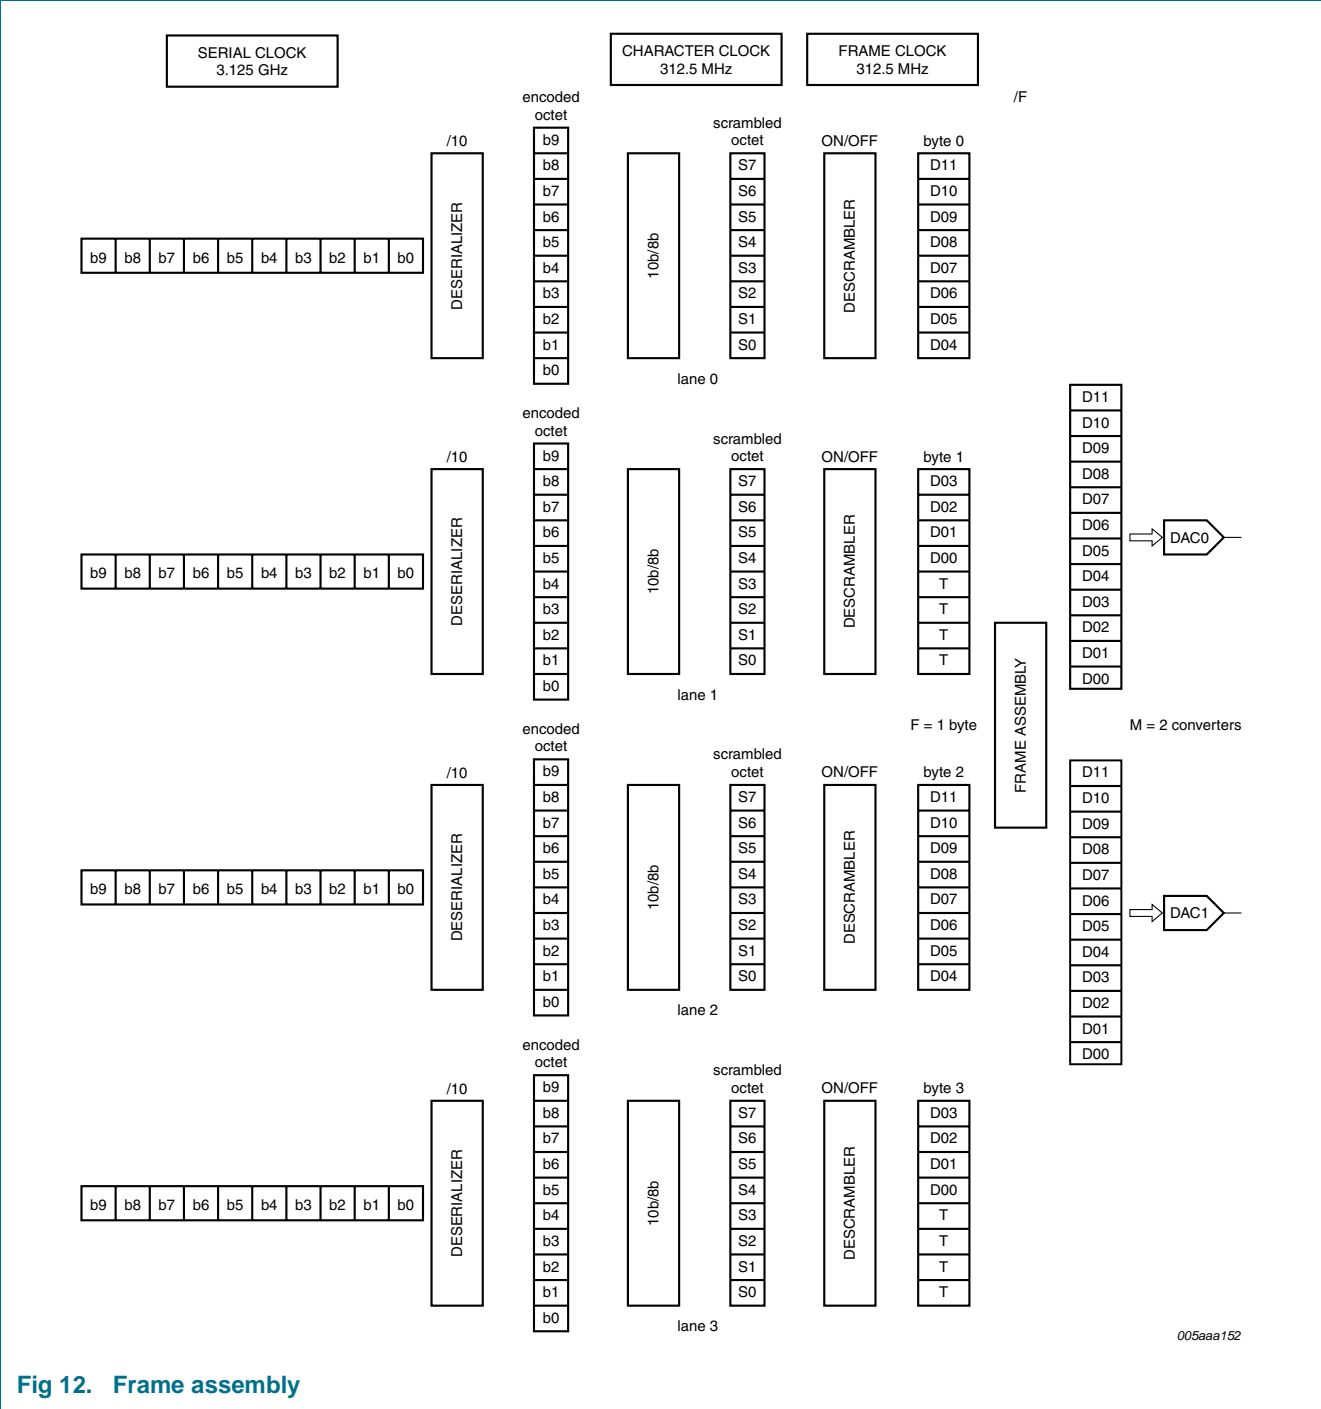 SERIAL CLOCK
3.125 GHz
CHARACTER CLOCK
312.5 MHz
FRAME CLOCK
312.5 MHz
/F
/10
DESERIALIZER
b9 b8 b7 b6 b5 b4 b3 b2 b1 b0
encoded
octet
b9
b8
b7
b6
b5
b4
b3
b2
b1
b0
10b/8b
lane 0
scrambled
octet
S7
S6
S5
S4
S3
S2
S1
S0
ON/OFF
DESCRAMBLER
byte 0
D11
D10
D09
D08
D07
D06
D05
D04
/10
DESERIALIZER
b9 b8 b7 b6 b5 b4 b3 b2 b1 b0
encoded
octet
b9
b8
b7
b6
b5
b4
b3
b2
b1
b0
10b/8b
lane 1
scrambled
octet
S7
S6
S5
S4
S3
S2
S1
S0
ON/OFF
DESCRAMBLER
byte 1
D03
D02
D01
D00
T
T
T
T
F = 1 byte
/10
DESERIALIZER
b9 b8 b7 b6 b5 b4 b3 b2 b1 b0
encoded
octet
b9
b8
b7
b6
b5
b4
b3
b2
b1
b0
10b/8b
lane 2
scrambled
octet
S7
S6
S5
S4
S3
S2
S1
S0
ON/OFF
DESCRAMBLER
byte 2
D11
D10
D09
D08
D07
D06
D05
D04
/10
DESERIALIZER
b9 b8 b7 b6 b5 b4 b3 b2 b1 b0
encoded
octet
b9
b8
b7
b6
b5
b4
b3
b2
b1
b0
10b/8b
lane 3
scrambled
octet
S7
S6
S5
S4
S3
S2
S1
S0
ON/OFF
DESCRAMBLER
byte 3
D03
D02
D01
D00
T
T
T
T
FRAME ASSEMBLY
D11
D10
D09
D08
D07
D06
D05
D04
D03
D02
D01
D00
DAC0
M = 2 converters
D11
D10
D09
D08
D07
D06
D05
D04
D03
D02
D01
D00
DAC1
005aaa152
Fig 12. Frame assembly